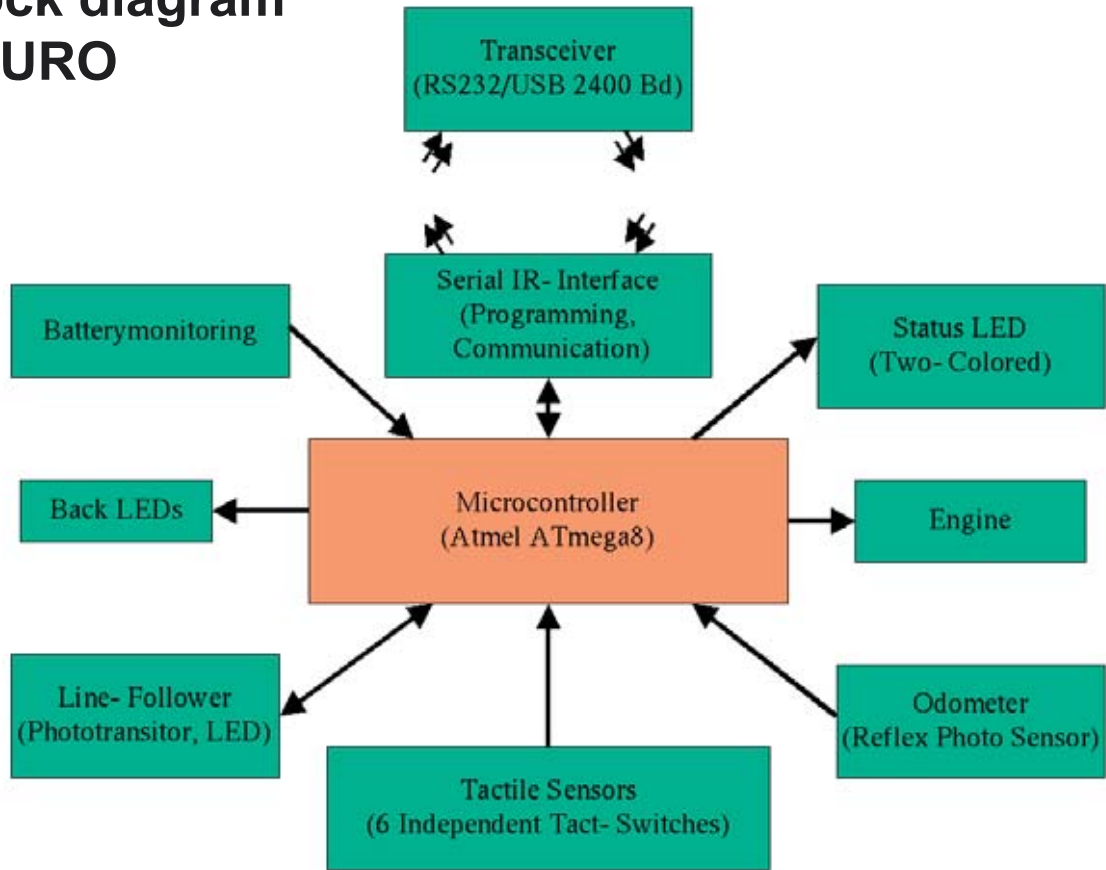 ck diagram
URO
Transceiver
(RS232/USB 2400 Bd)
Serial IR- Interface
(Programming,
Communication)
Batterymonitoring
Status LED
(Two- Colored)
Back LEDs
Microcontroller
(Atmel ATmega8)
Engine
Line- Follower
(Phototransitor, LED)
Odometer
(Reflex Photo Sensor)
Tactile Sensors
(6 Independent Tact- Switches)